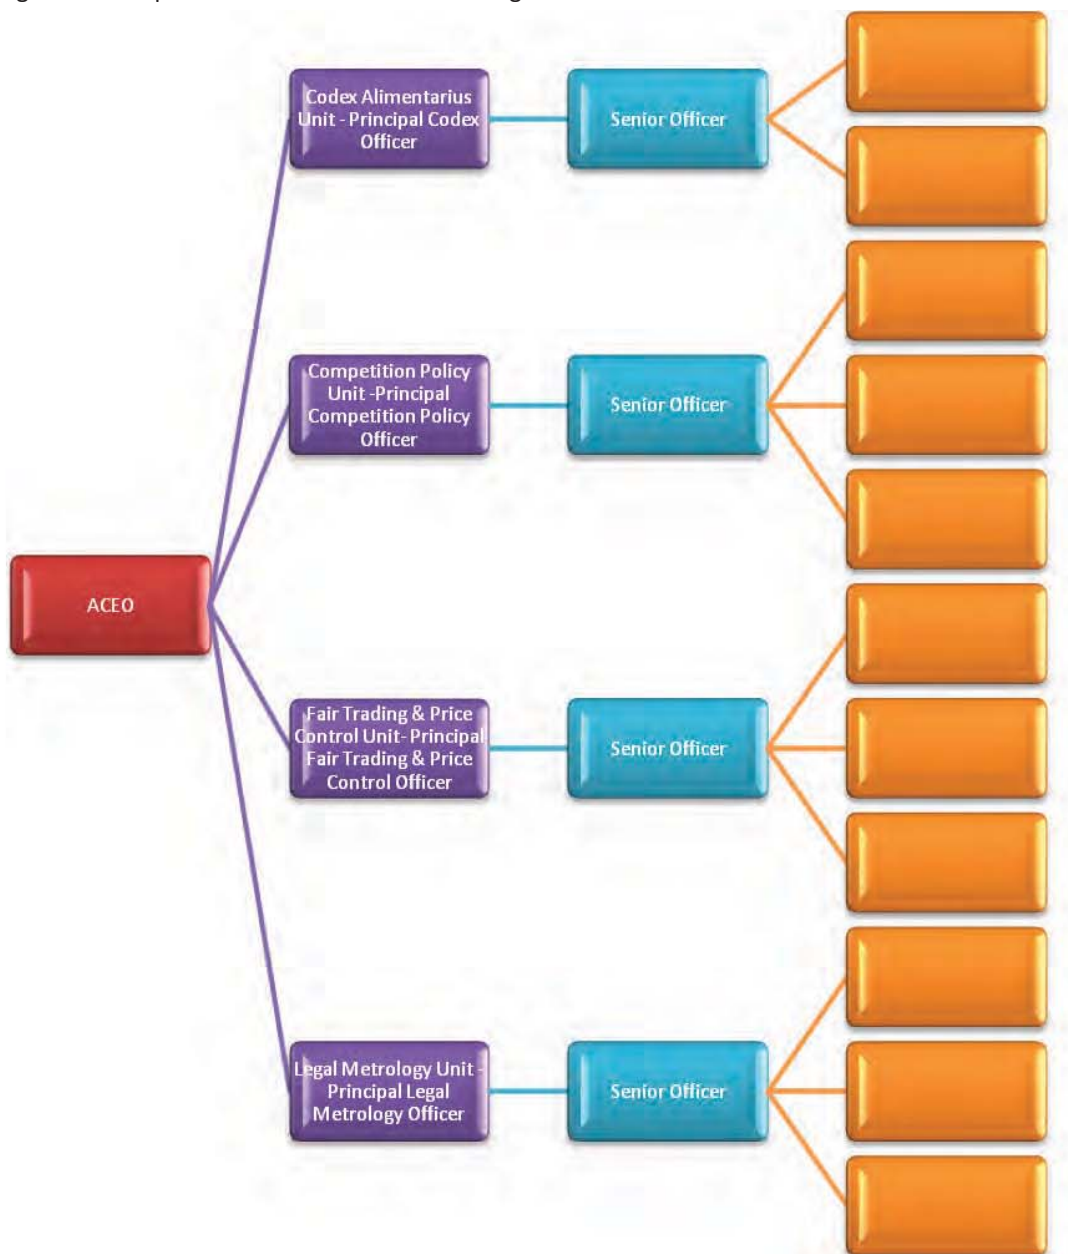 Codex Alimentarius
Unit - Principal Codex
Officer
Senior Officer
Competition Policy
Unit -Principal
Competition Policy
Officer
Senior Officer
ACEO
Fair Trading & Price
Control Unit- Principal
Fair Trading & Price
Control Officer
Senior Officer
Legal Metrology Unit -
Principal Legal
Metrology Officer
Senior Officer